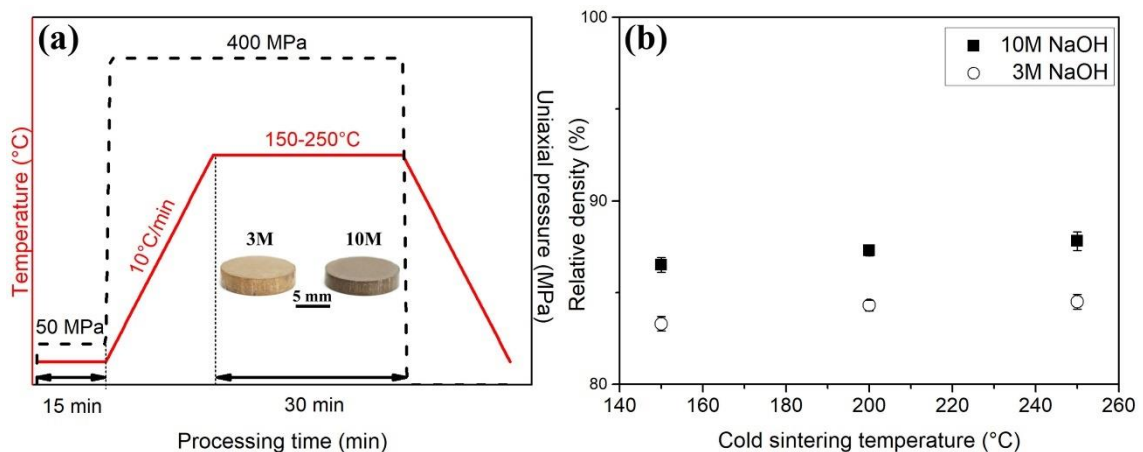 (a)
400 MPa
150-250°C
10°C/min
3M 10M
5 mm
50 MPa
15 min 30 min
Processing time (min)
Temperature (°C)
Uniaxial pressure (MPa)
(b)
10M NaOH
3M NaOH
100
90
80
140 160 180 200 220 240 260
Cold sintering temperature (°C)
Relative density (%)